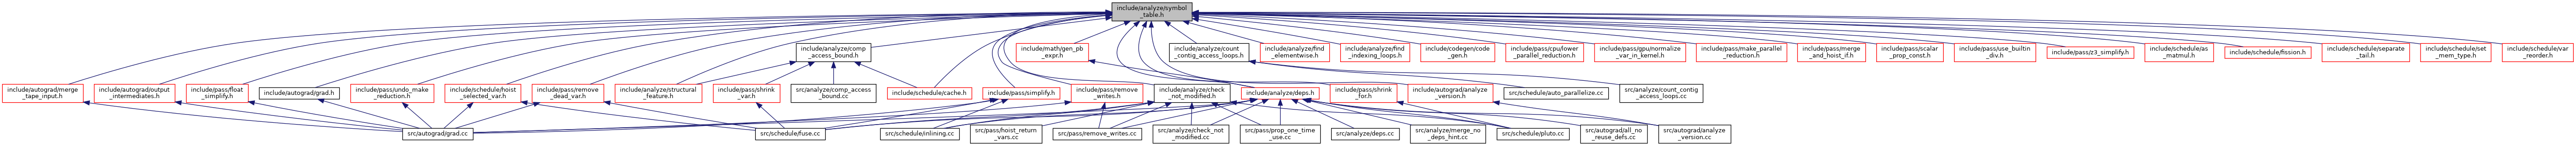 include/analyze/symbol
_table.h
include/analyze/comp
_access_bound.h
include/math/gen_pb
_expr.h
include/analyze/count
_contig_access_loops.h
include/analyze/find
_elementwise.h
include/analyze/find
_indexing_loops.h
include/codegen/code
_gen.h
include/pass/cpu/lower
_parallel_reduction.h
include/pass/gpu/normalize
_var_in_kernel.h
include/pass/make_parallel
_reduction.h
include/pass/merge
_and_hoist_if.h
include/pass/scalar
_prop_const.h
include/pass/use_builtin
_div.h
include/pass/z3_simplify.h
include/schedule/as
_matmul.h
include/schedule/fission.h
include/schedule/separate
_tail.h
include/schedule/set
_mem_type.h
include/schedule/var
_reorder.h
include/autograd/merge
_tape_input.h
include/autograd/output
_intermediates.h
include/pass/float
_simplify.h
include/autograd/grad.h
include/pass/undo_make
_reduction.h
include/schedule/hoist
_selected_var.h
include/pass/remove
_dead_var.h
include/analyze/structural
_feature.h
include/pass/shrink
_var.h
src/analyze/comp_access
_bound.cc
include/schedule/cache.h
include/pass/simplify.h
include/pass/remove
_writes.h
include/analyze/check
_not_modified.h
include/analyze/deps.h
include/pass/shrink
_for.h
include/autograd/analyze
_version.h
src/schedule/auto_parallelize.cc
src/analyze/count_contig
_access_loops.cc
src/autograd/grad.cc
src/schedule/fuse.cc
src/schedule/inlining.cc
src/pass/hoist_return
_vars.cc
src/pass/remove_writes.cc
src/analyze/check_not
_modified.cc
src/pass/prop_one_time
_use.cc
src/analyze/deps.cc
src/analyze/merge_no
_deps_hint.cc
src/schedule/pluto.cc
src/autograd/all_no
_reuse_defs.cc
src/autograd/analyze
_version.cc